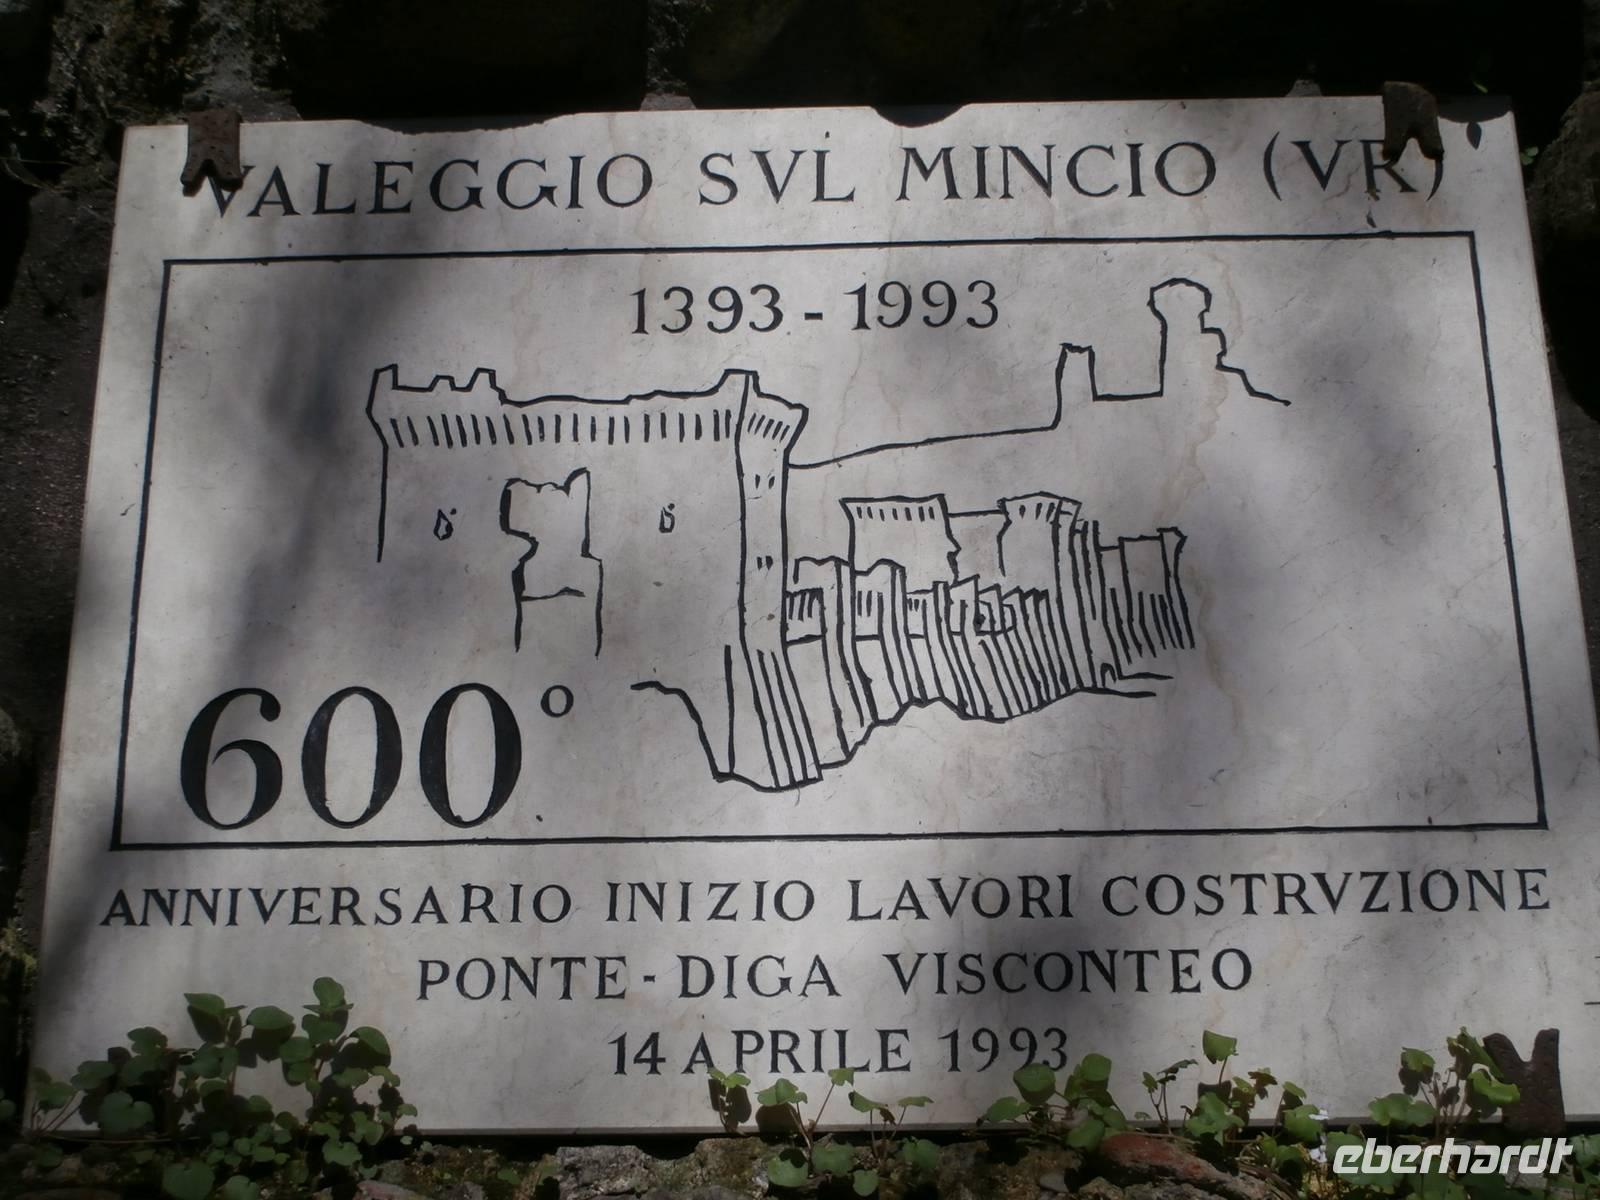 VALEGGIO SVL MINCIO (VR)
1393-1993
600°
ANNIVERSARIO INIZIO LAVORI COSTRVZIONE
PONTE-DIGA VISCONTEO
14 APRILE 1993
eberhardt